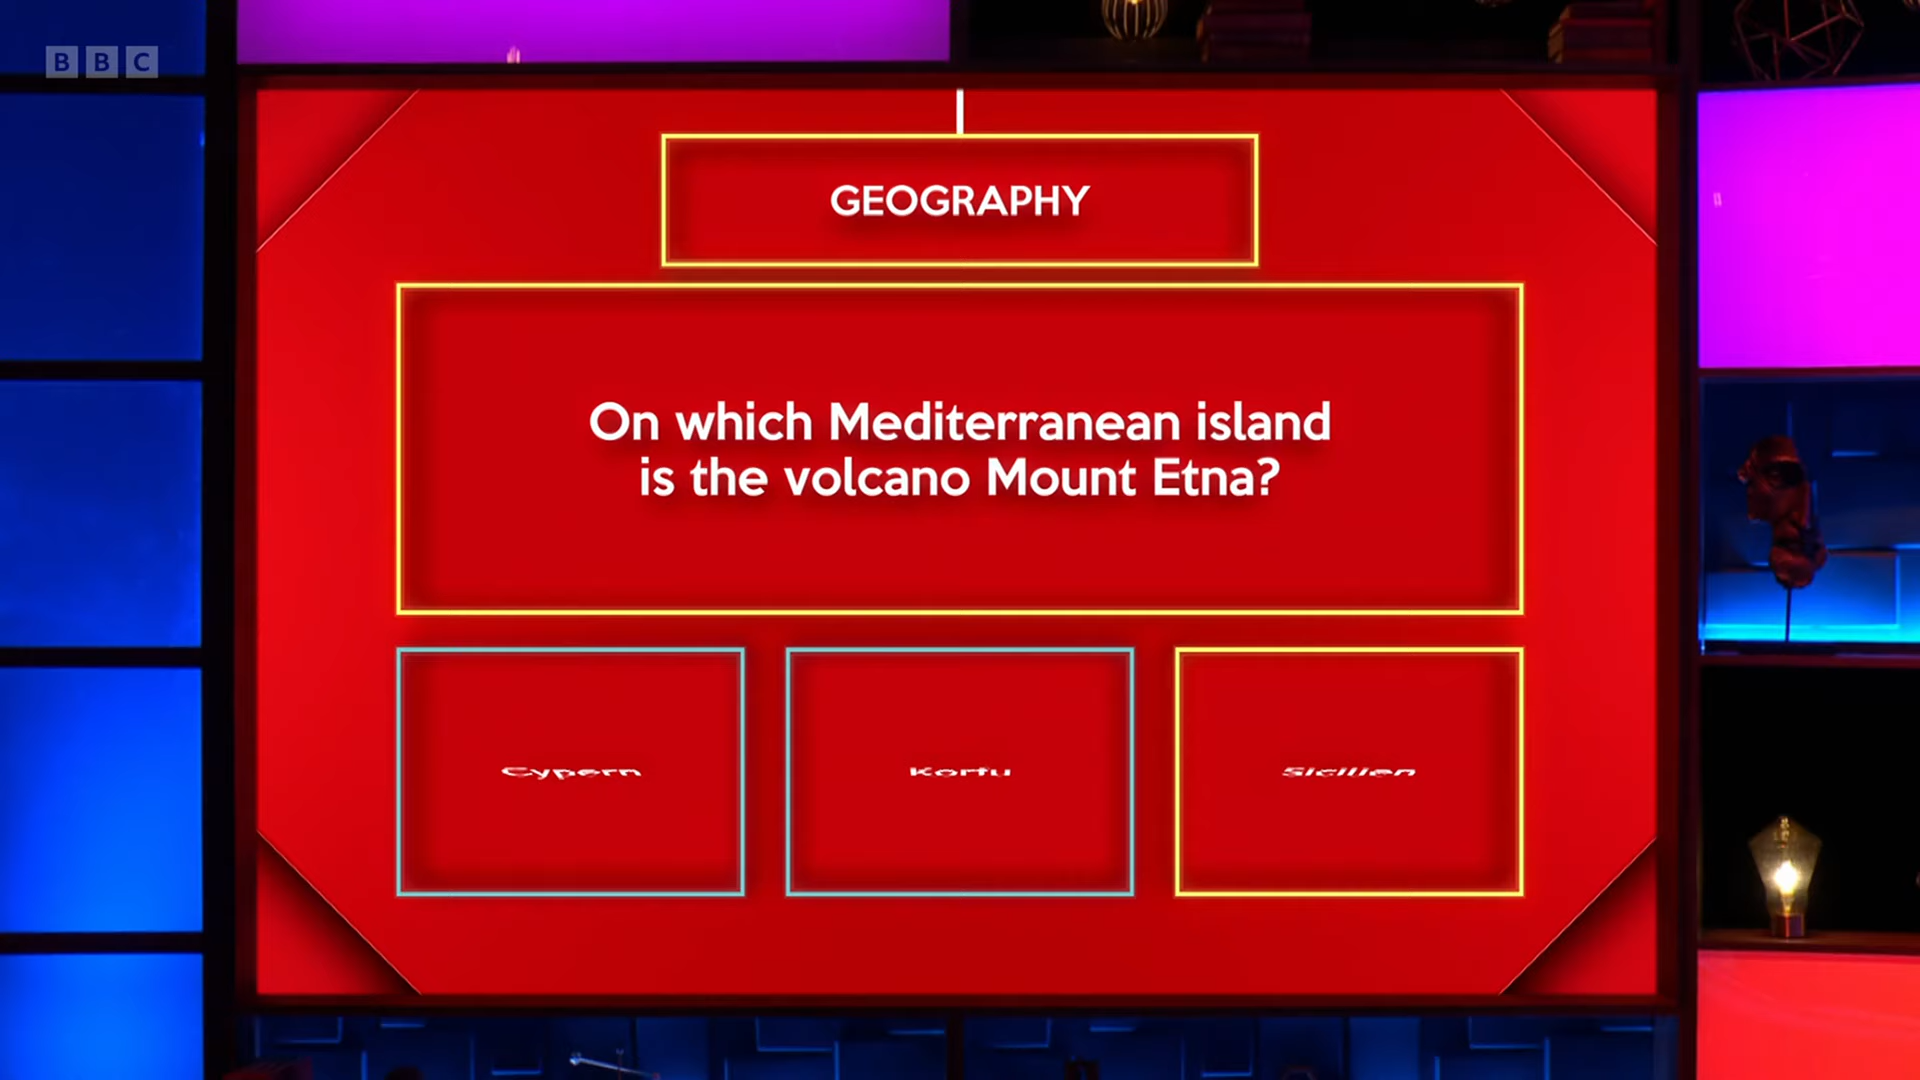 BBC
GEOGRAPHY
On which Mediterranean island
is the volcano Mount Etna?
Cypern
Korfu
Sicilien